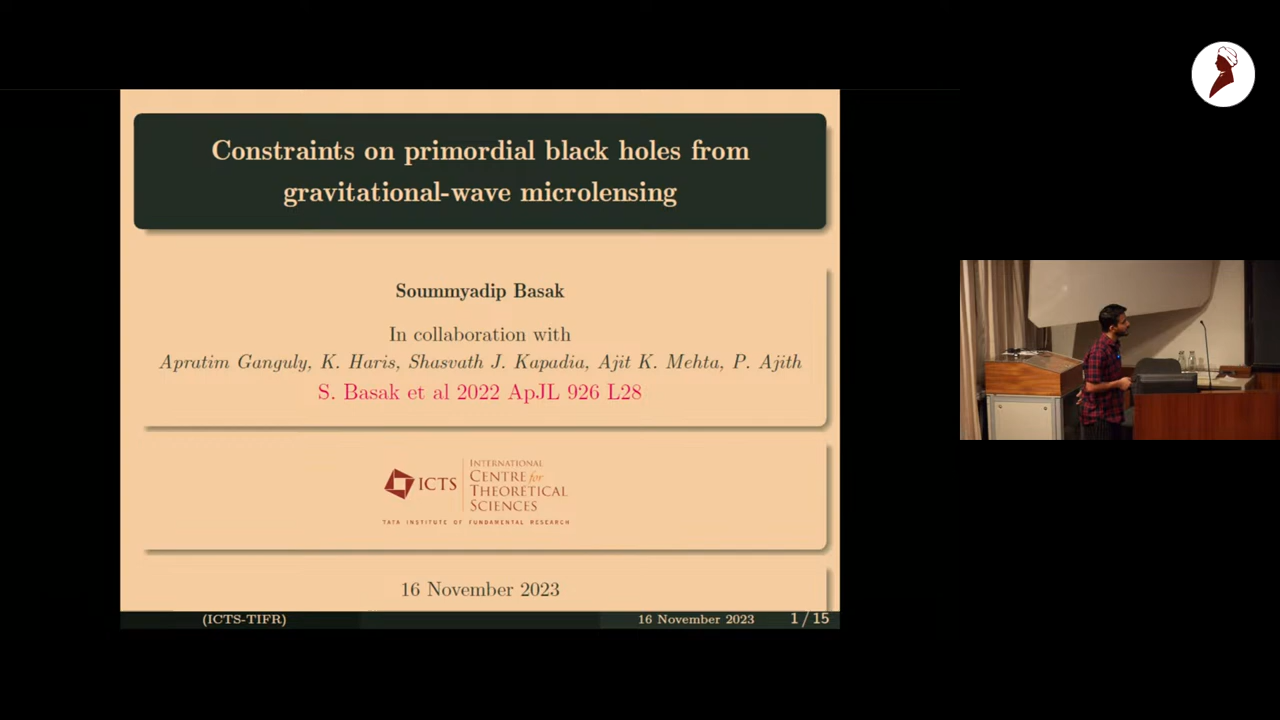 Constraints on primordial black holes from
gravitational-wave microlensing
Soummyadip Basak
In collaboration with
Apratim Ganguly, K. Haris, Shasvath J. Kapadia, Ajit K. Mehta, P. Ajith
S. Basak et al 2022 ApJL 926 L28
ICTS
INTERNATIONAL
CENTRE for
THEORETICAL
SCIENCES
TATA INSTITUTE OF FUNDAMENTAL RESEARCH
16 November 2023
(ICTS-TIFR) 16 November 2023 1 / 15